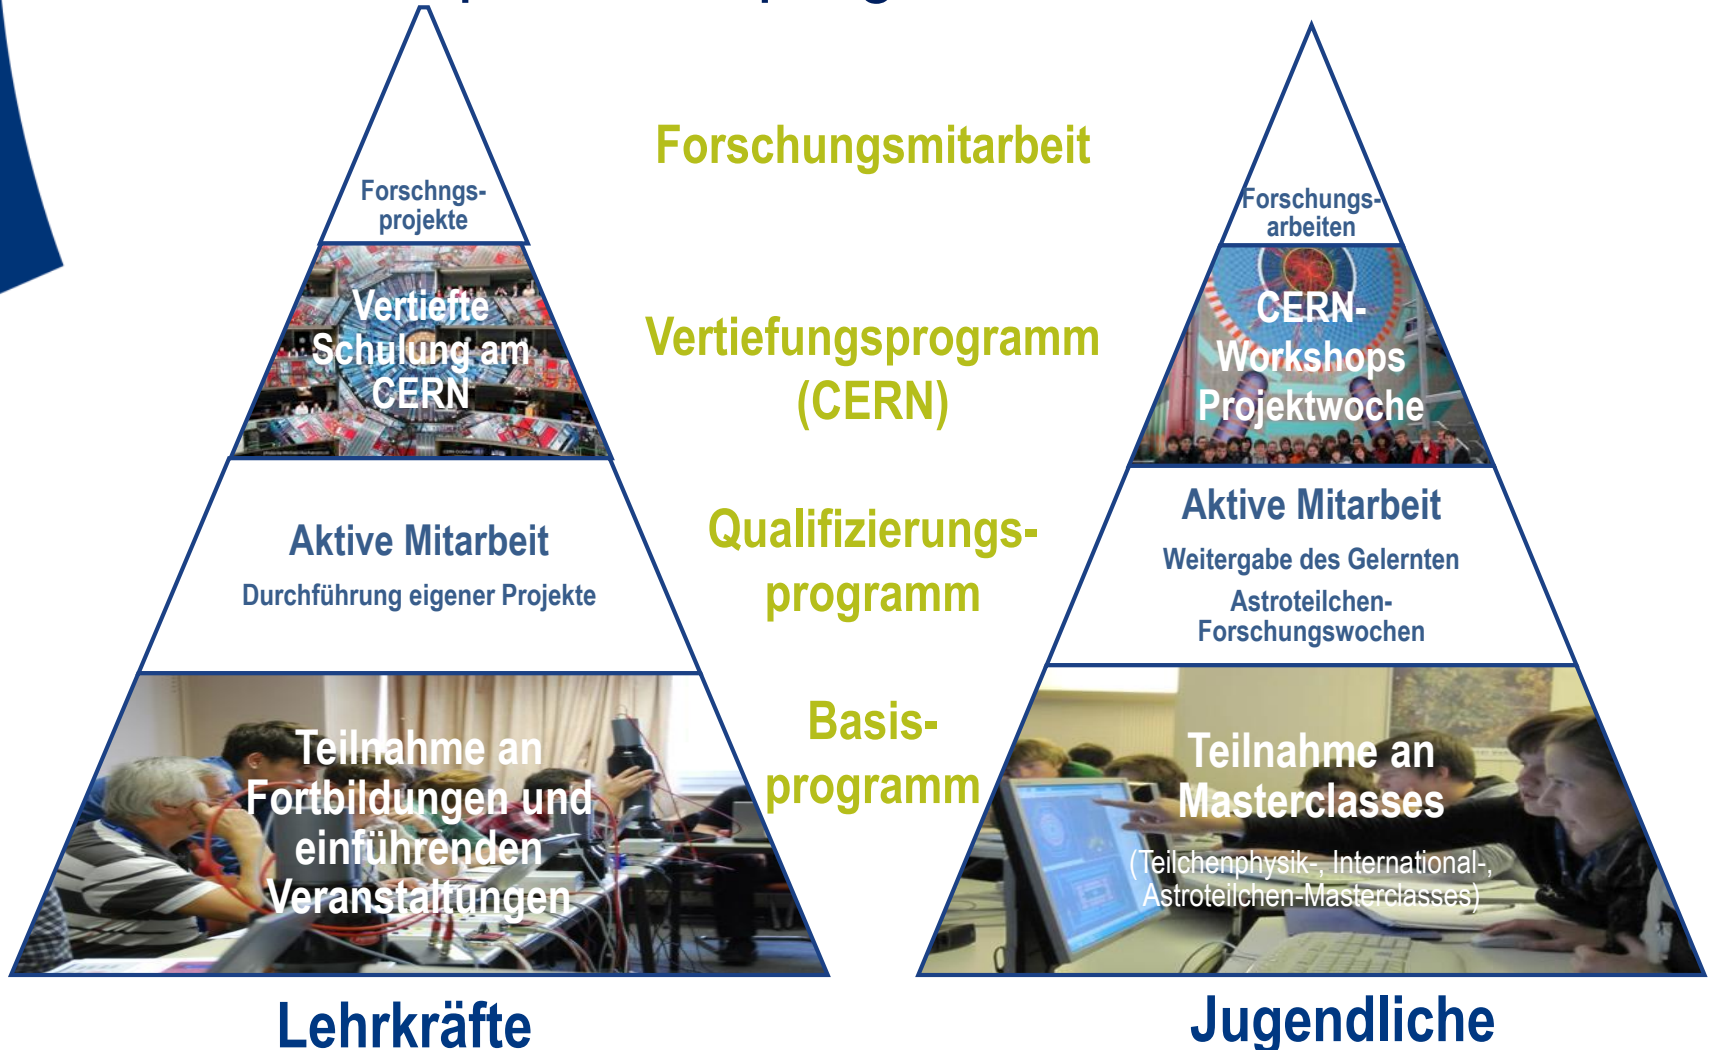 Forschngs-
projekte
Vertiefte
Schulung am
CERN
Aktive Mitarbeit
Durchführung eigener Projekte
Teilnahme an
Fortbildungen und
einführenden
Veranstaltungen
Lehrkräfte
Forschungsmitarbeit
Vertiefungsprogramm
(CERN)
Qualifizierungs-
programm
Basis-
programm
Forschungs-
arbeiten
CERN-
Workshops
Projektwoche
Aktive Mitarbeit
Weitergabe des Gelernten
Astroteilchen-
Forschungswochen
Teilnahme an
Masterclasses
(Teilchenphysik-, International-,
Astroteilchen-Masterclasses)
Jugendliche